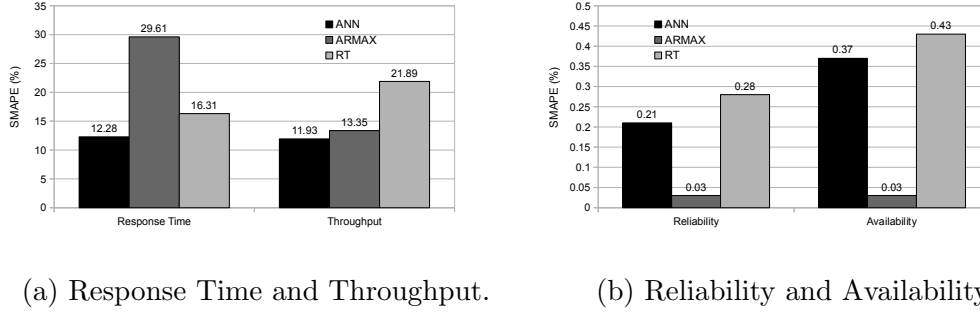 35
30
25
20
15
10
5
0
SMAPE (%)
ANN
ARMAX
RT
12.28
29.61
16.31
11.93
13.35
21.89
Response Time
Throughput
0.5
0.45
0.4
0.35
0.3
0.25
0.2
0.15
0.1
0.05
0
SMAPE (%)
ANN
ARMAX
RT
0.21
0.03
0.28
0.37
0.03
0.43
Reliability
Availability
(a) Response Time and Throughput.
(b) Reliability and Availability